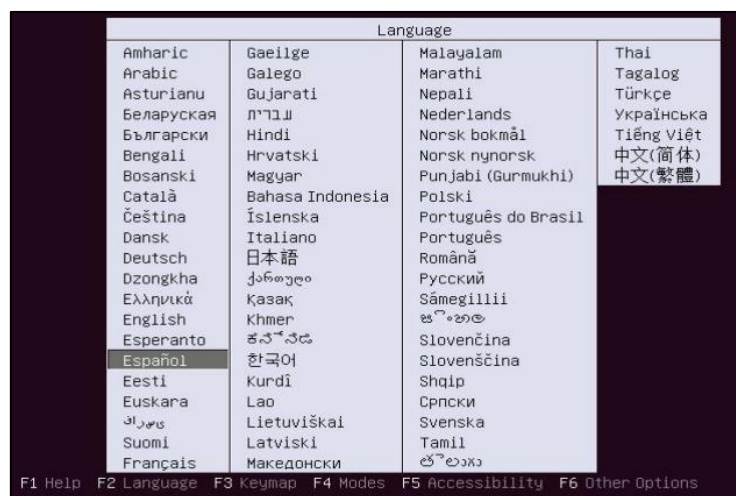 Language
Amharic
Arabic
Asturianu
Беларуская
Български
Bengali
Bosanski
Català
Čeština
Dansk
Deutsch
Dzongkha
Ελληνικά
English
Esperanto
Español
Eesti
Euskara
Suomi
Français
Gaeilge
Galego
Gujarati
עברית
Hindi
Hrvatski
Magyar
Bahasa Indonesia
Íslenska
Italiano
日本語
ქართული
Қазақ
Khmer
한국어
Kurdî
Lao
Lietuviškai
Latviski
Македонски
Malayalam
Marathi
Nepali
Nederlands
Norsk bokmål
Norsk nynorsk
Punjabi (Gurmukhi)
Polski
Português do Brasil
Português
Română
Русский
Sámegillii
Slovenčina
Slovenščina
Shqip
Српски
Svenska
Tamil
Thai
Tagalog
Türkçe
Українська
Tiếng Việt
中文(简体)
中文(繁體)
F1 Help F2 Language F3 Keymap F4 Modes F5 Accessibility F6 Other Options